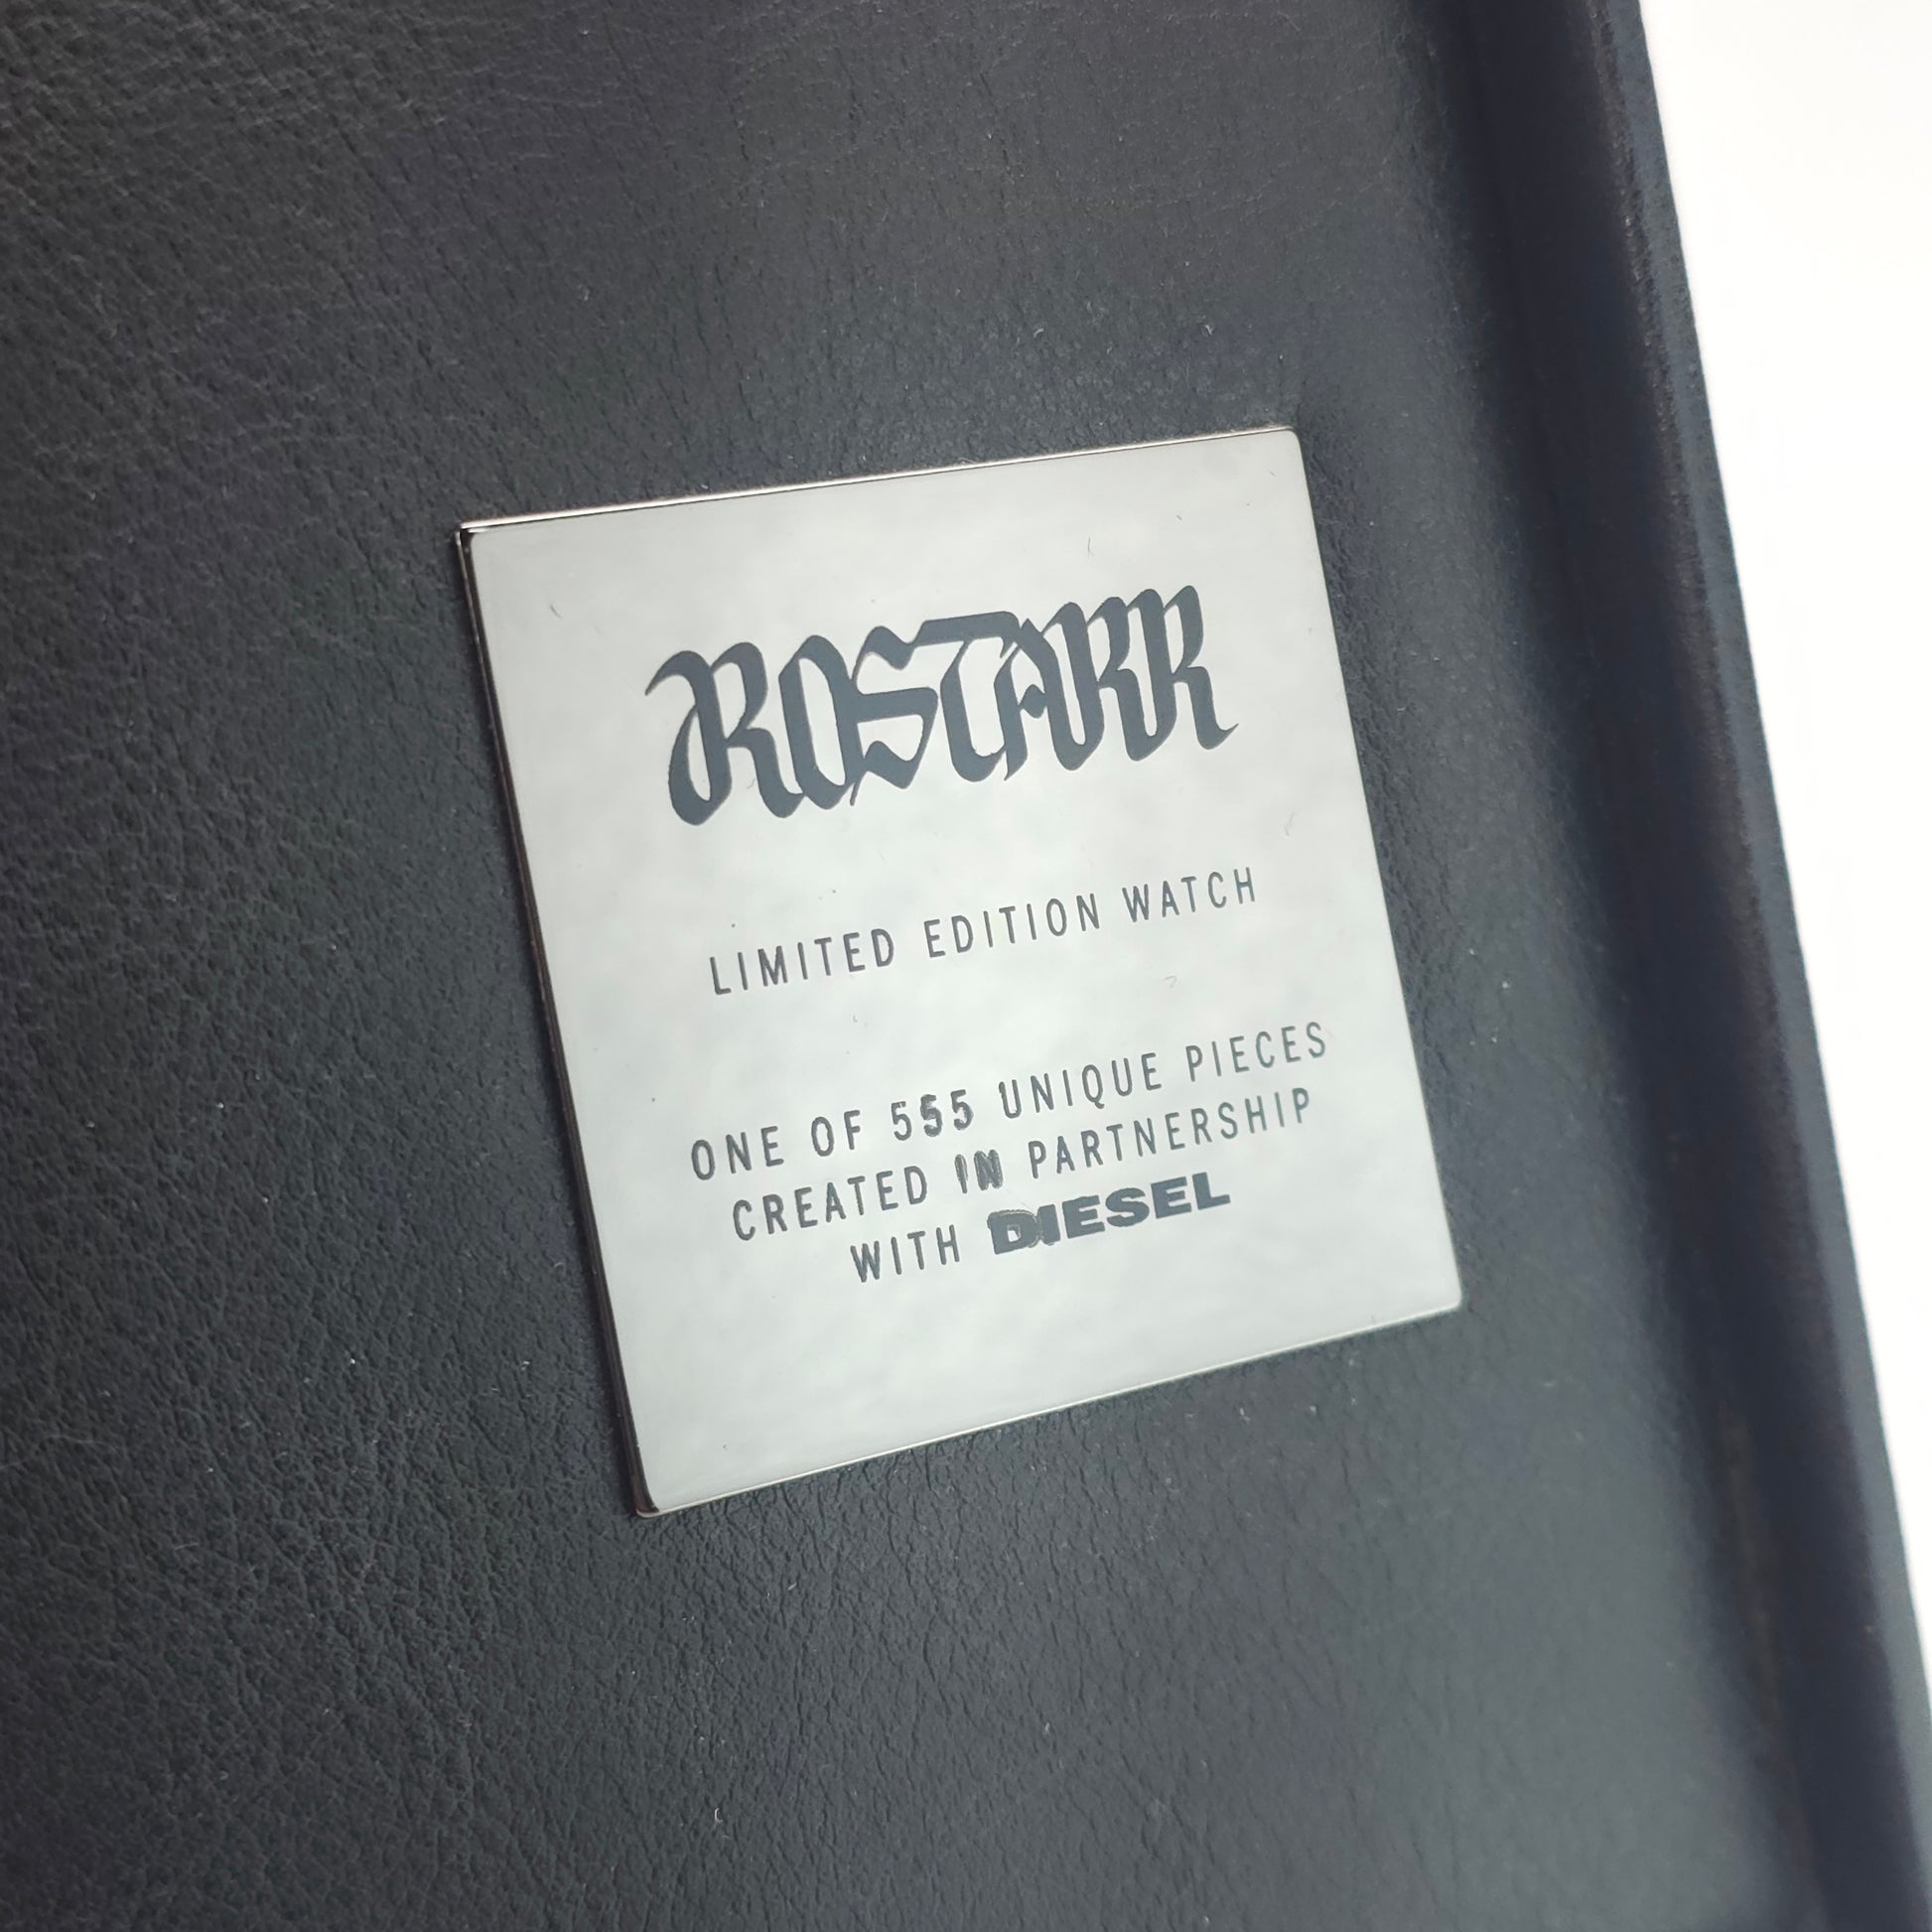 ROSTARR
LIMITED EDITION WATCH
ONE OF 555 UNIQUE PIECES
CREATED IN PARTNERSHIP
WITH DIESEL